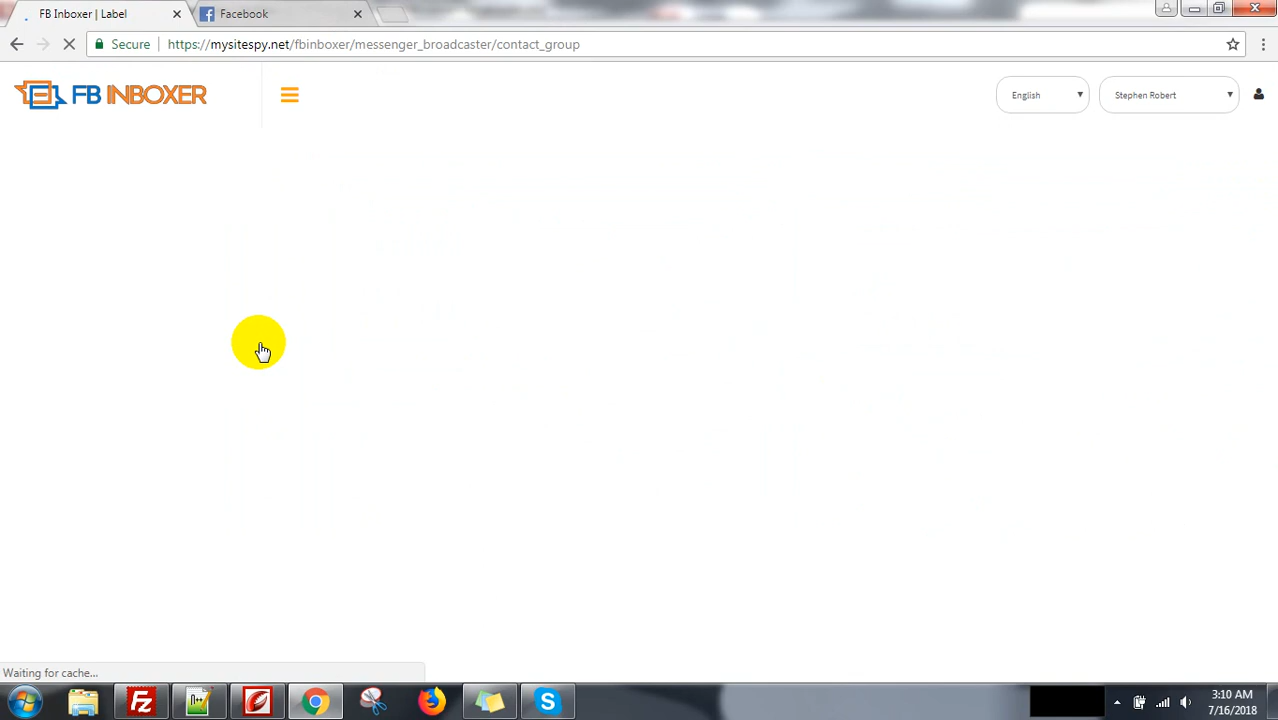 FB Inboxer | Label
Facebook
Secure
https://mysitespy.net/fbinboxer/messenger_broadcaster/contact_group
FB INBOXER
English
Stephen Robert
Waiting for cache...
3:10 AM
7/16/2018